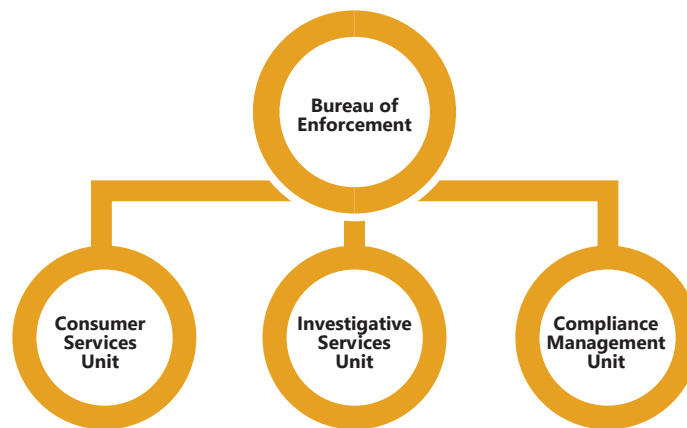 Bureau of
Enforcement
Consumer
Services
Unit
Investigative
Services
Unit
Compliance
Management
Unit